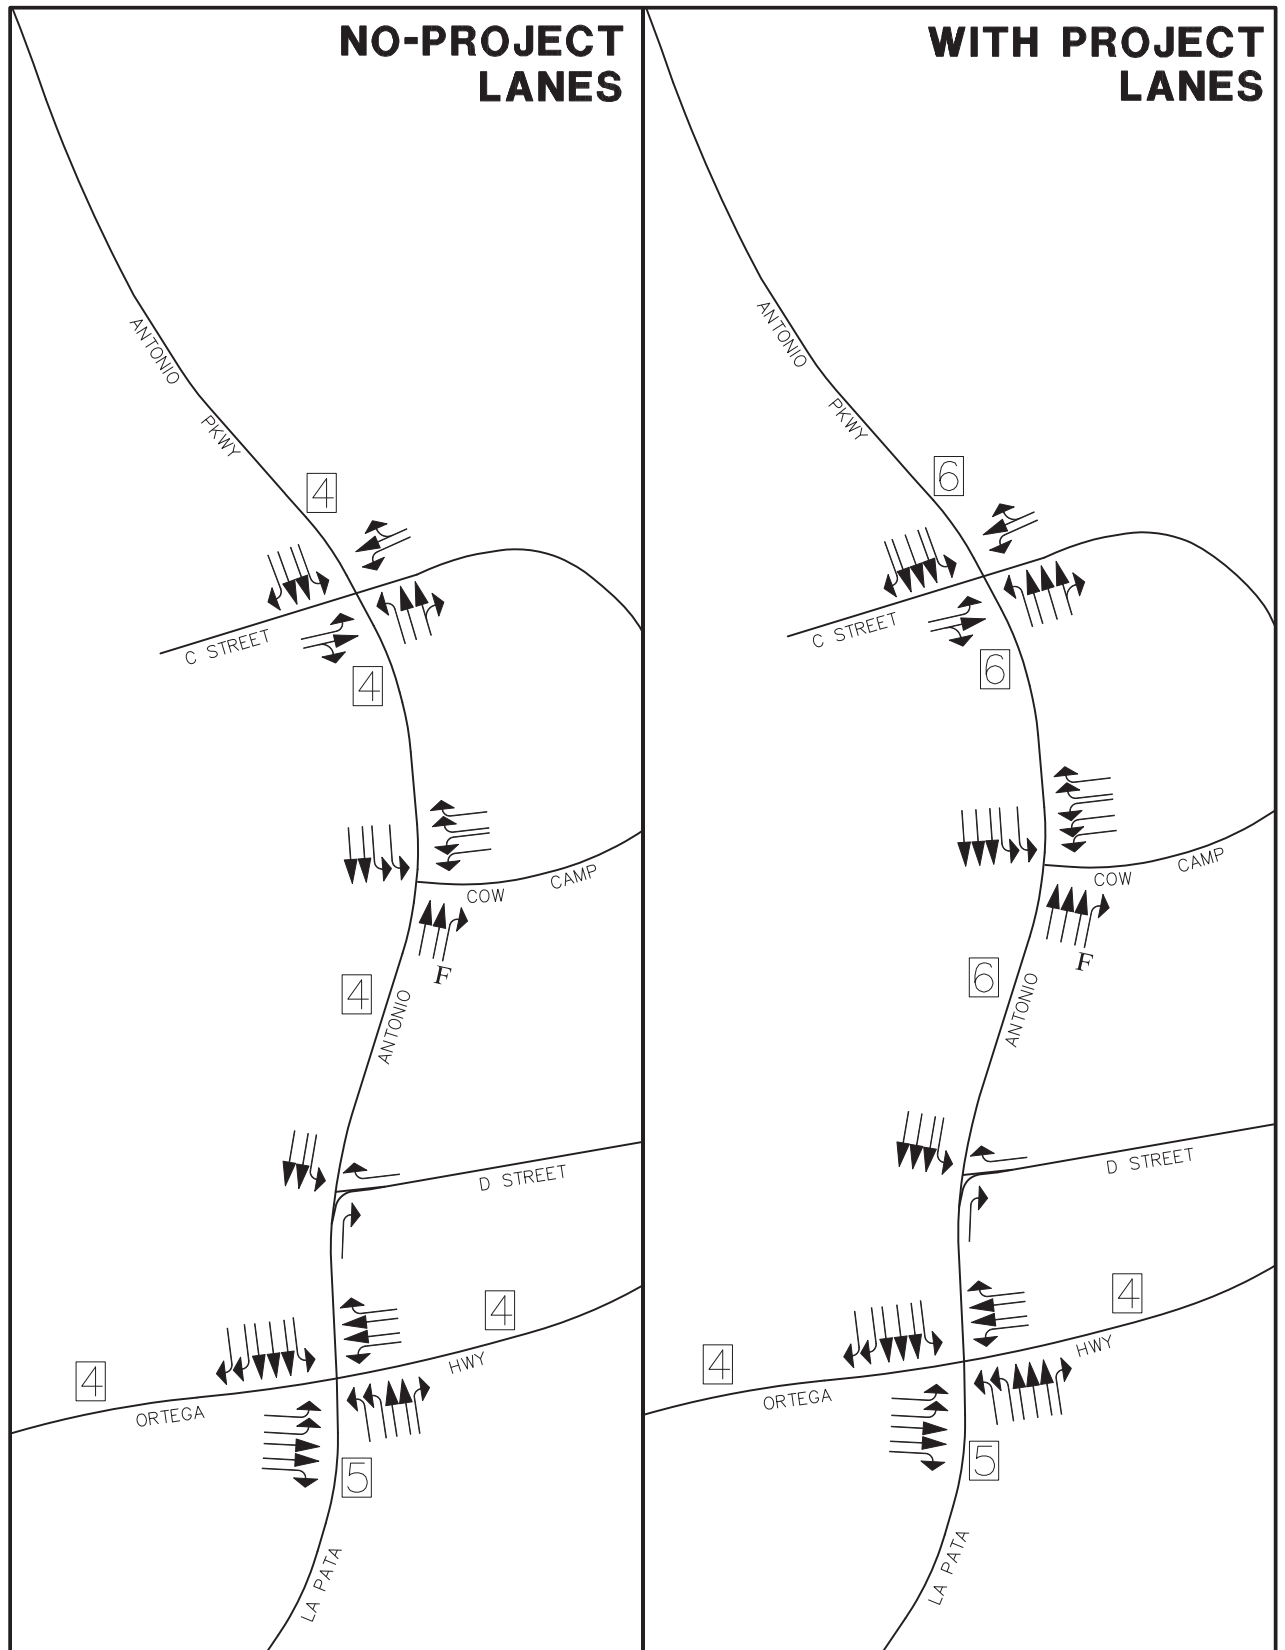 NO-PROJECT
LANES
ANTONIO
PKWY
4
C STREET
4
COW
CAMP
F
4
ANTONIO
D STREET
4
HWY
4
ORTEGA
5
LA PATA
WITH PROJECT
LANES
ANTONIO
PKWY
6
C STREET
6
CAMP
COW
F
6
ANTONIO
D STREET
4
HWY
4
ORTEGA
5
LA PATA